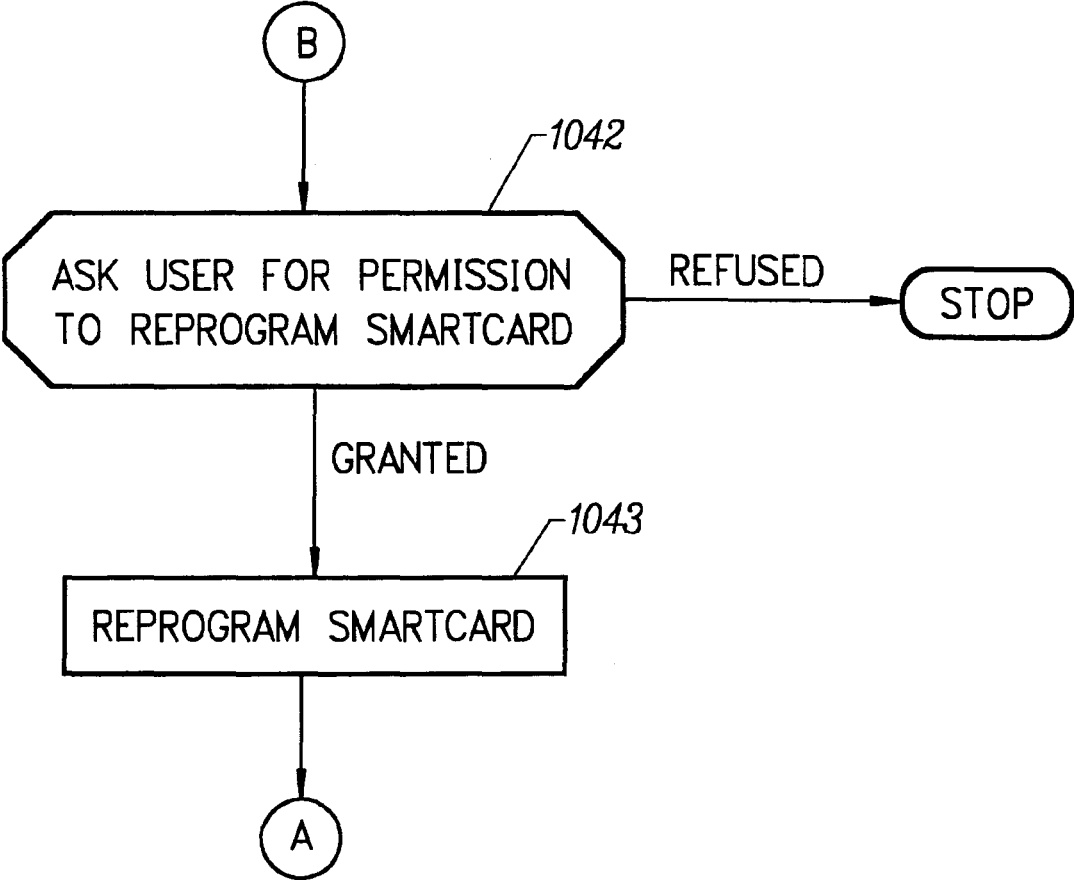 B
1042
ASK USER FOR PERMISSION
TO REPROGRAM SMARTCARD
REFUSED
STOP
GRANTED
1043
REPROGRAM SMARTCARD
A